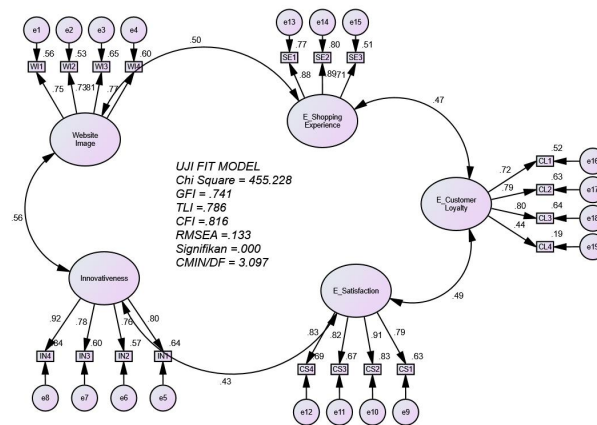 e1 e2 e3 e4
.56 .53 .65 .60
WI1 WI2 WI3 WI4
.75 .73 .81 .77
Website
Image
.50
e13 e14 e15
.77 .80 .51
SE1 SE2 SE3
.88 .89 .71
E_Shopping
Experience
.47
UJI FIT MODEL
Chi Square = 455.228
GFI = .741
TLI =.786
CFI =.816
RMSEA =.133
Signifikan =.000
CMIN/DF = 3.097
.52
CL1 e16
.72
.63
CL2 e17
.79
.64
CL3 e18
.80
.19
CL4 e19
.44
E_Customer
Loyalty
.56
Innovativeness
.92 .78 .76 .80
.84 .60 .57 .64
IN4 IN3 IN2 IN1
e8 e7 e6 e5
.43
E_Satisfaction
.49
.83 .82 .91 .79
.69 .67 .83 .63
CS4 CS3 CS2 CS1
e12 e11 e10 e9